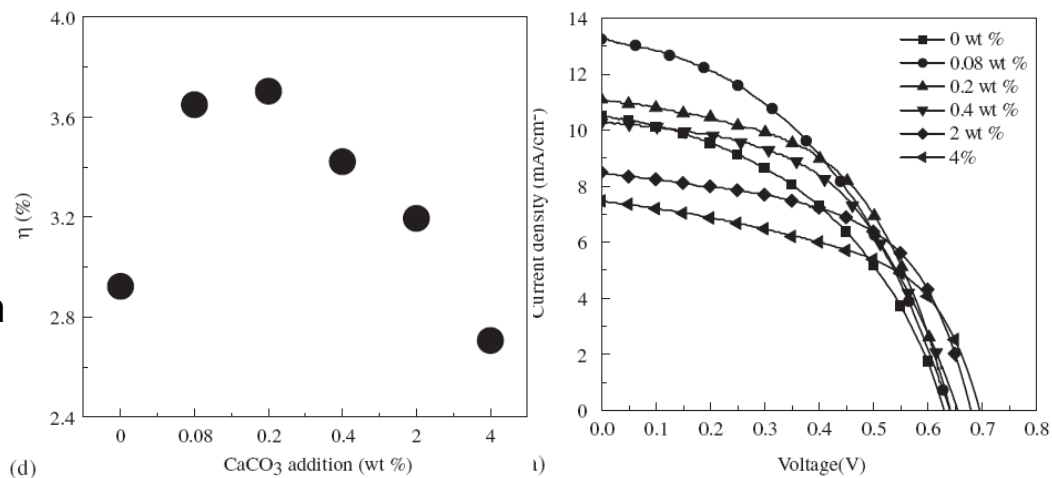 4.0
3.6
3.2
2.8
2.4
η (%)
0
0.08
0.2
0.4
2
4
CaCO3 addition (wt %)
(d)
14
12
10
8
6
4
2
0
Current density (mA/cm²)
0 wt %
0.08 wt %
0.2 wt %
0.4 wt %
2 wt %
4%
0.0
0.1
0.2
0.3
0.4
0.5
0.6
0.7
0.8
Voltage(V)